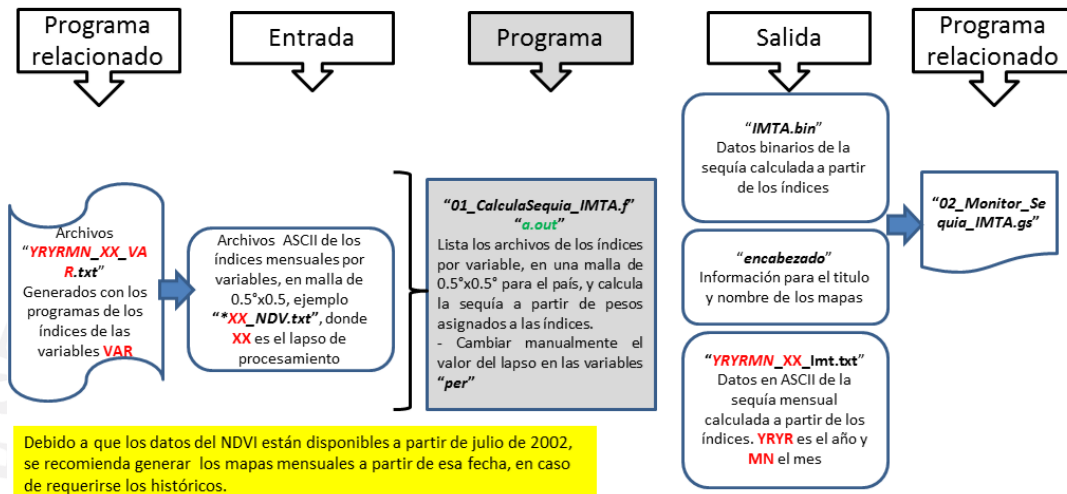 Programa
relacionado
Entrada
Programa
Salida
Programa
relacionado
Archivos
"YRYRMN_XX_VA
R.txt"
Generados con los
programas de los
índices de las
variables VAR
Archivos ASCII de los
índices mensuales por
variables, en malla de
0.5°x0.5, ejemplo
"*XX_NDV.txt", donde
XX es el lapso de
procesamiento
"01_CalculaSequia_IMTA.f"
"a.out"
Lista los archivos de los índices
por variable, en una malla de
0.5°x0.5° para el país, y calcula
la sequía a partir de pesos
asignados a las índices.
- Cambiar manualmente el
valor del lapso en las variables
"per"
"IMTA.bin"
Datos binarios de la
sequía calculada a partir
de los índices
"encabezado"
Información para el titulo
y nombre de los mapas
"YRYRMN_XX_Imt.txt"
Datos en ASCII de la
sequía mensual
calculada a partir de los
índices. YRYR es el año y
MN el mes
"02_Monitor_Se
quia_IMTA.gs"
Debido a que los datos del NDVI están disponibles a partir de julio de 2002,
se recomienda generar los mapas mensuales a partir de esa fecha, en caso
de requerirse los históricos.